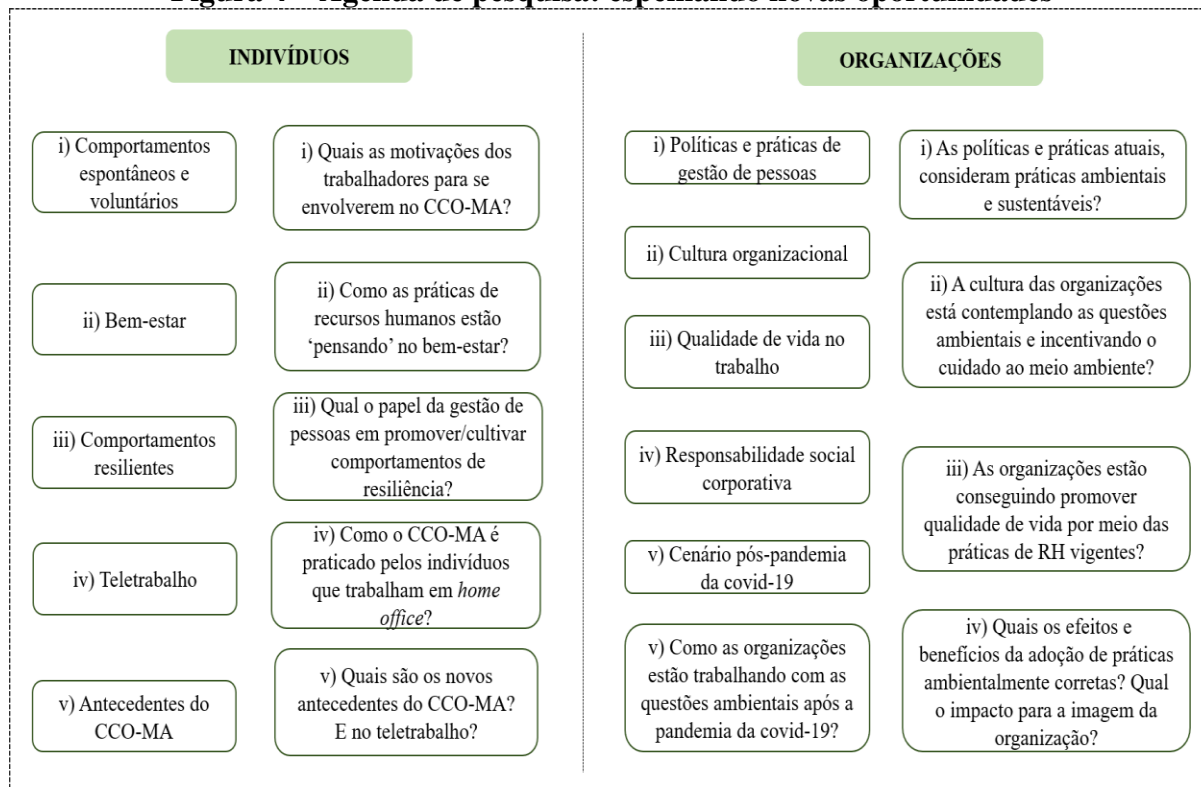 INDIVÍDUOS
i) Comportamentos
espontâneos e
voluntários
i) Quais as motivações dos
trabalhadores para se
envolverem no CCO-MA?
ii) Bem-estar
ii) Como as práticas de
recursos humanos estão
‘pensando’ no bem-estar?
iii) Comportamentos
resilientes
iii) Qual o papel da gestão de
pessoas em promover/cultivar
comportamentos de
resiliência?
iv) Teletrabalho
iv) Como o CCO-MA é
praticado pelos indivíduos
que trabalham em home
office?
v) Antecedentes do
CCO-MA
v) Quais são os novos
antecedentes do CCO-MA?
E no teletrabalho?
ORGANIZAÇÕES
i) Políticas e práticas de
gestão de pessoas
i) As políticas e práticas atuais,
consideram práticas ambientais
e sustentáveis?
ii) Cultura organizacional
ii) A cultura das organizações
está contemplando as questões
ambientais e incentivando o
cuidado ao meio ambiente?
iii) Qualidade de vida no
trabalho
iii) As organizações estão
conseguindo promover
qualidade de vida por meio das
práticas de RH vigentes?
iv) Responsabilidade social
corporativa
iv) Quais os efeitos e
benefícios da adoção de práticas
ambientalmente corretas? Qual
o impacto para a imagem da
organização?
v) Cenário pós-pandemia
da covid-19
v) Como as organizações
estão trabalhando com as
questões ambientais após a
pandemia da covid-19?